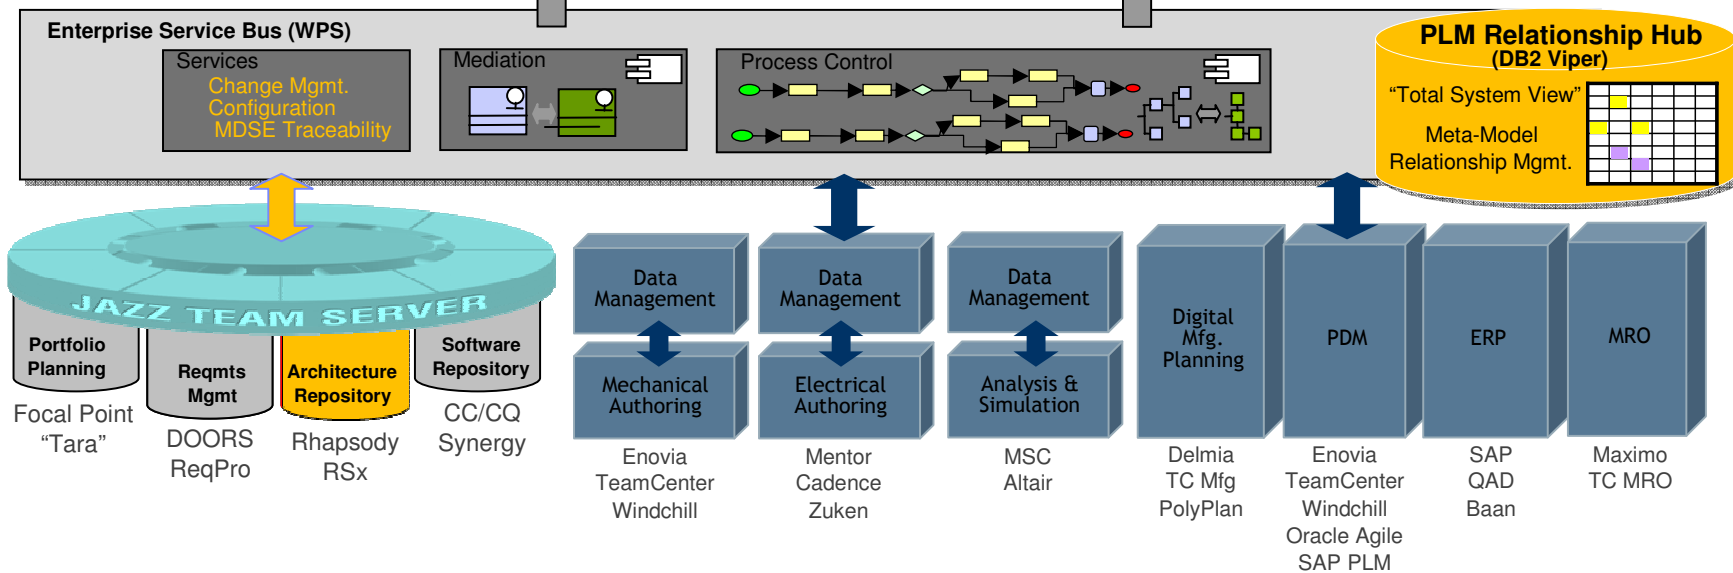 Enterprise Service Bus (WPS)
Services
Change Mgmt.
Configuration
MDSE Traceability
Mediation
Process Control
PLM Relationship Hub
(DB2 Viper)
“Total System View”
Meta-Model
Relationship Mgmt.
JAZZ TEAM SERVER
Portfolio
Planning
Reqmts
Mgmt
Architecture
Repository
Software
Repository
Focal Point
“Tara”
DOORS
ReqPro
Rhapsody
RSx
CC/CQ
Synergy
Data
Management
Mechanical
Authoring
Enovia
TeamCenter
Windchill
Data
Management
Electrical
Authoring
Mentor
Cadence
Zuken
Data
Management
Analysis &
Simulation
MSC
Altair
Digital
Mfg.
Planning
Delmia
TC Mfg
PolyPlan
PDM
Enovia
TeamCenter
Windchill
Oracle Agile
SAP PLM
ERP
SAP
QAD
Baan
MRO
Maximo
TC MRO